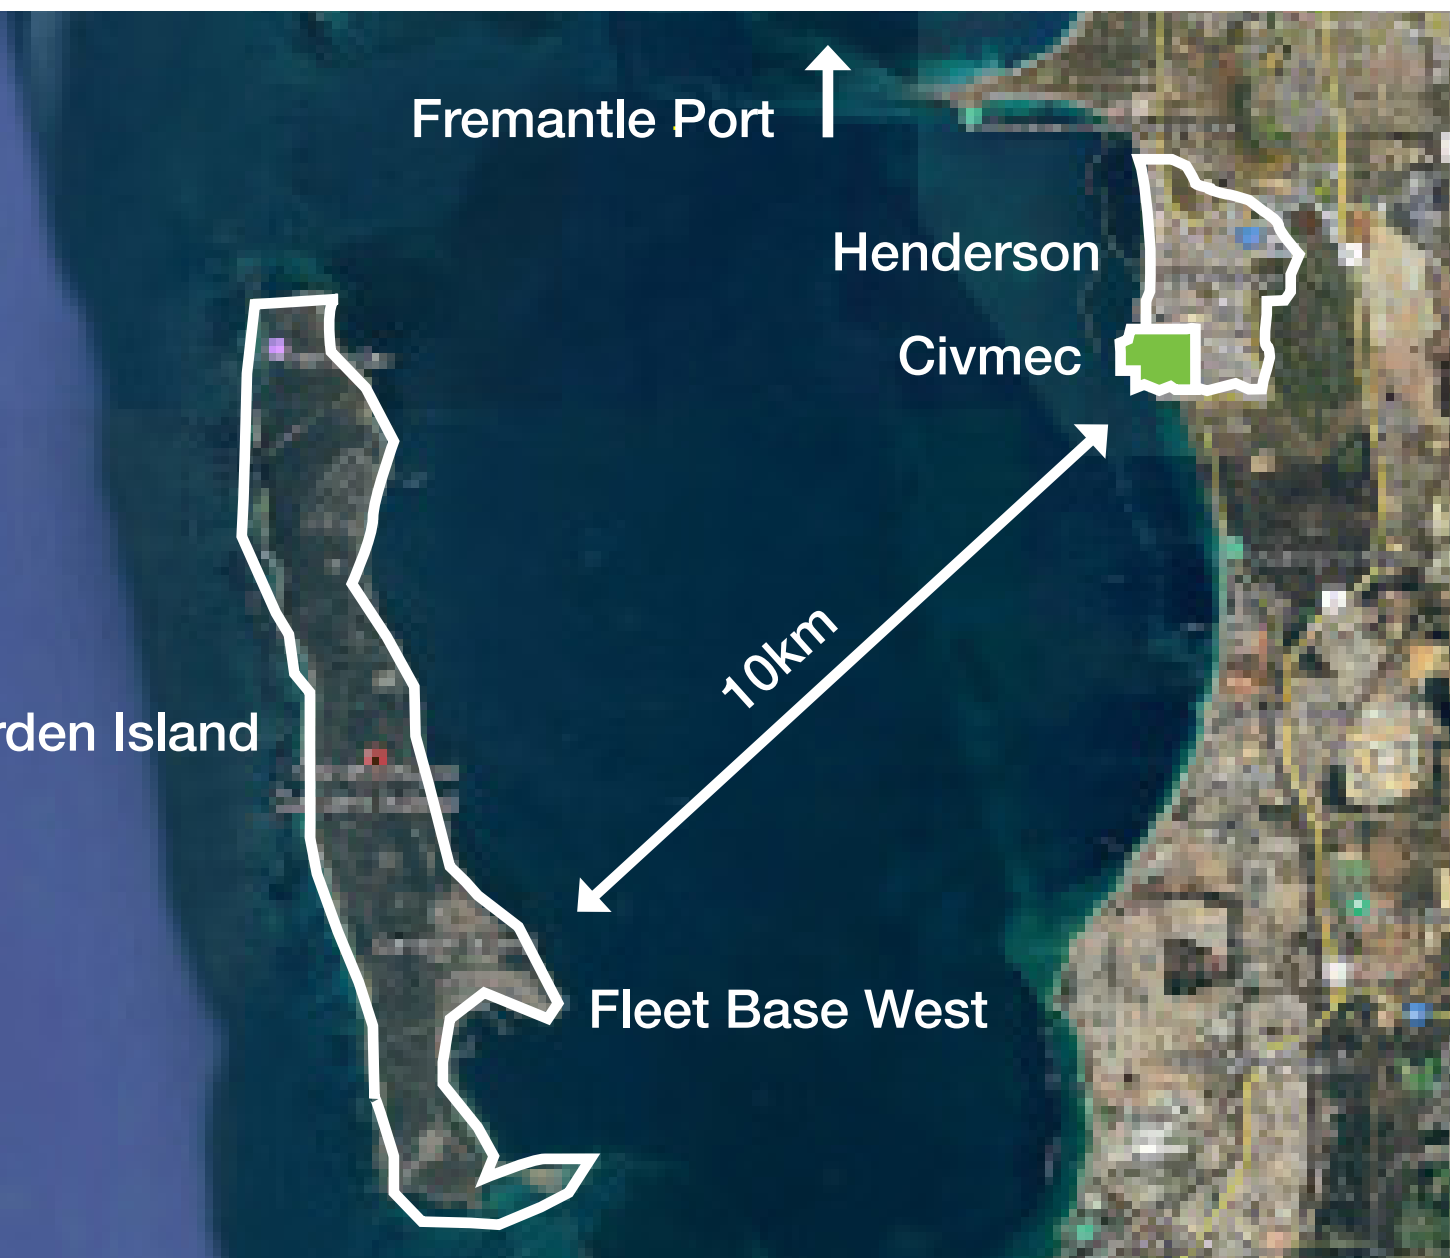 Fremantle Port
Henderson
Civmec
10km
rden Island
Fleet Base West